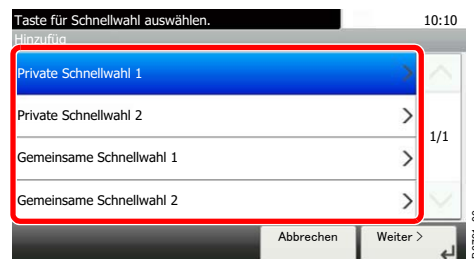 Taste für Schnellwahl auswählen. 10:10
Hinzufüg
Private Schnellwahl 1
Private Schnellwahl 2
1/1
Gemeinsame Schnellwahl 1
Gemeinsame Schnellwahl 2
Abbrechen Weiter >